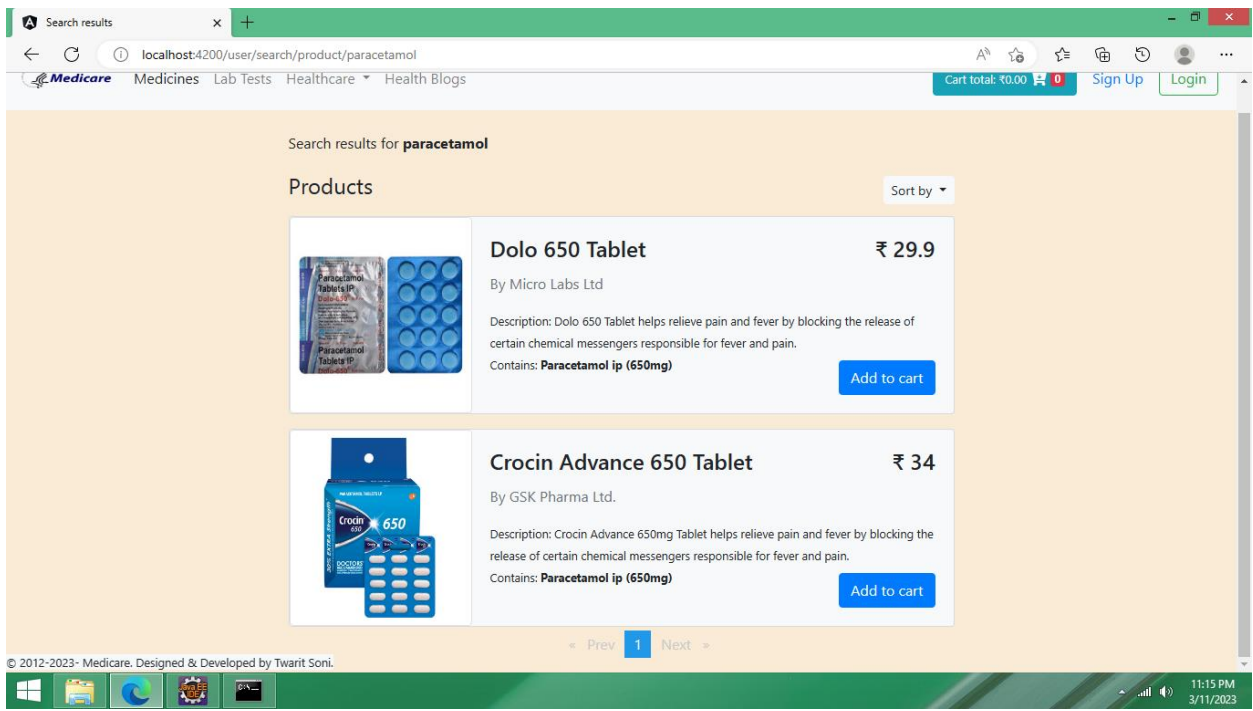 Search results
localhost:4200/user/search/product/paracetamol
Medicare Medicines Lab Tests Healthcare Health Blogs Cart total: ₹0.00 0 Sign Up Login
Search results for paracetamol
Products Sort by
Dolo 650 Tablet ₹ 29.9
By Micro Labs Ltd
Description: Dolo 650 Tablet helps relieve pain and fever by blocking the release of
certain chemical messengers responsible for fever and pain.
Contains: Paracetamol ip (650mg)
Add to cart
Paracetamol
Tablets IP
Dolo-650
Paracetamol
Tablets IP
Dolo-650
Crocin Advance 650 Tablet ₹ 34
By GSK Pharma Ltd.
Description: Crocin Advance 650mg Tablet helps relieve pain and fever by blocking the
release of certain chemical messengers responsible for fever and pain.
Contains: Paracetamol ip (650mg)
Add to cart
Crocin
650
650
« Prev 1 Next »
© 2012-2023- Medicare. Designed & Developed by Twarit Soni.
Java EE
IDE
11:15 PM
3/11/2023